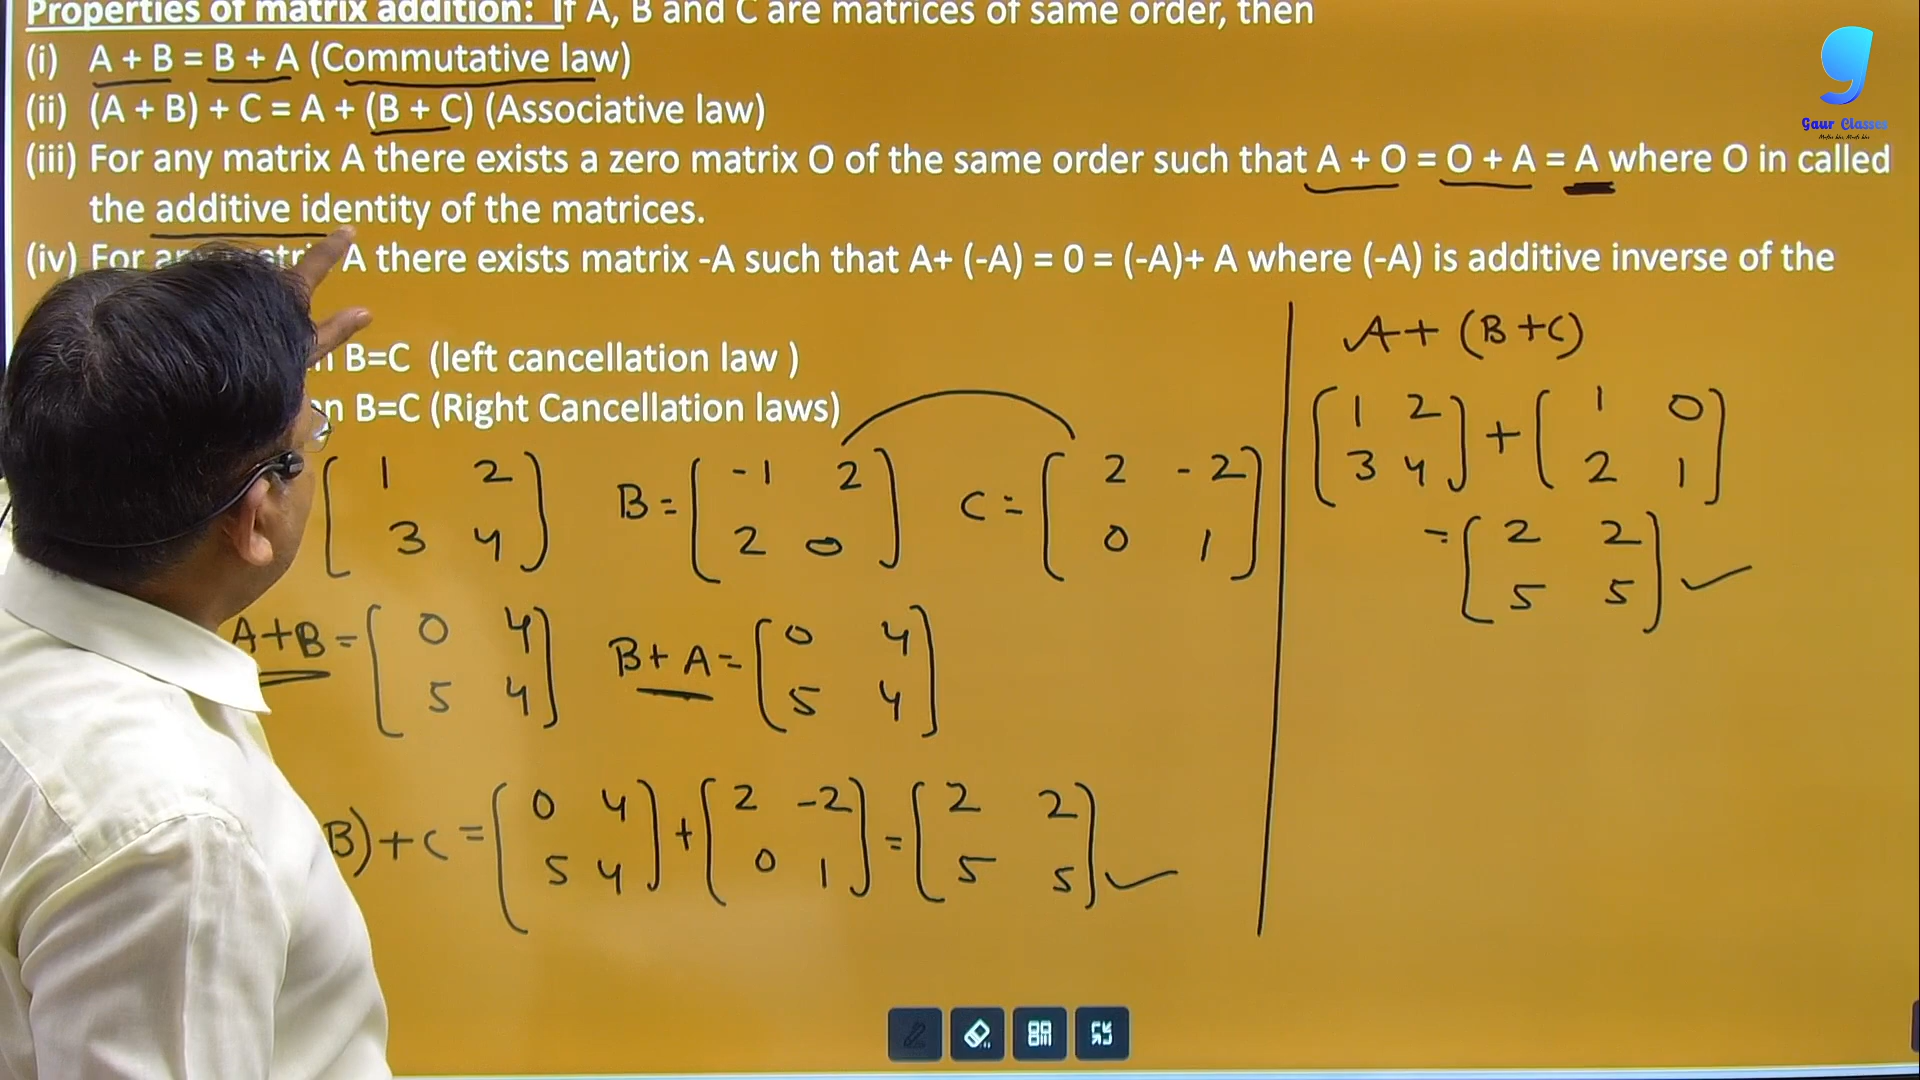 Properties of matrix addition: If A, B and C are matrices of same order, then
(i) A + B = B + A (Commutative law)
(ii) (A + B) + C = A + (B + C) (Associative law)
(iii) For any matrix A there exists a zero matrix O of the same order such that A + O = O + A = A where O in called
the additive identity of the matrices.
(iv) For any matrix A there exists matrix -A such that A+ (-A) = 0 = (-A)+ A where (-A) is additive inverse of the
B=C (left cancellation law )
B=C (Right Cancellation laws)
[1 2
3 4]
B = [-1 2
2 0]
C = [2 -2
0 1]
A+B = [0 4
5 4]
B+A = [0 4
5 4]
B)+C = [0 4
5 4] + [2 -2
0 1] = [2 2
5 5] ✓
A+ (B+C)
[1 2
3 4] + [1 0
2 1]
= [2 2
5 5] ✓
Gaur Classes